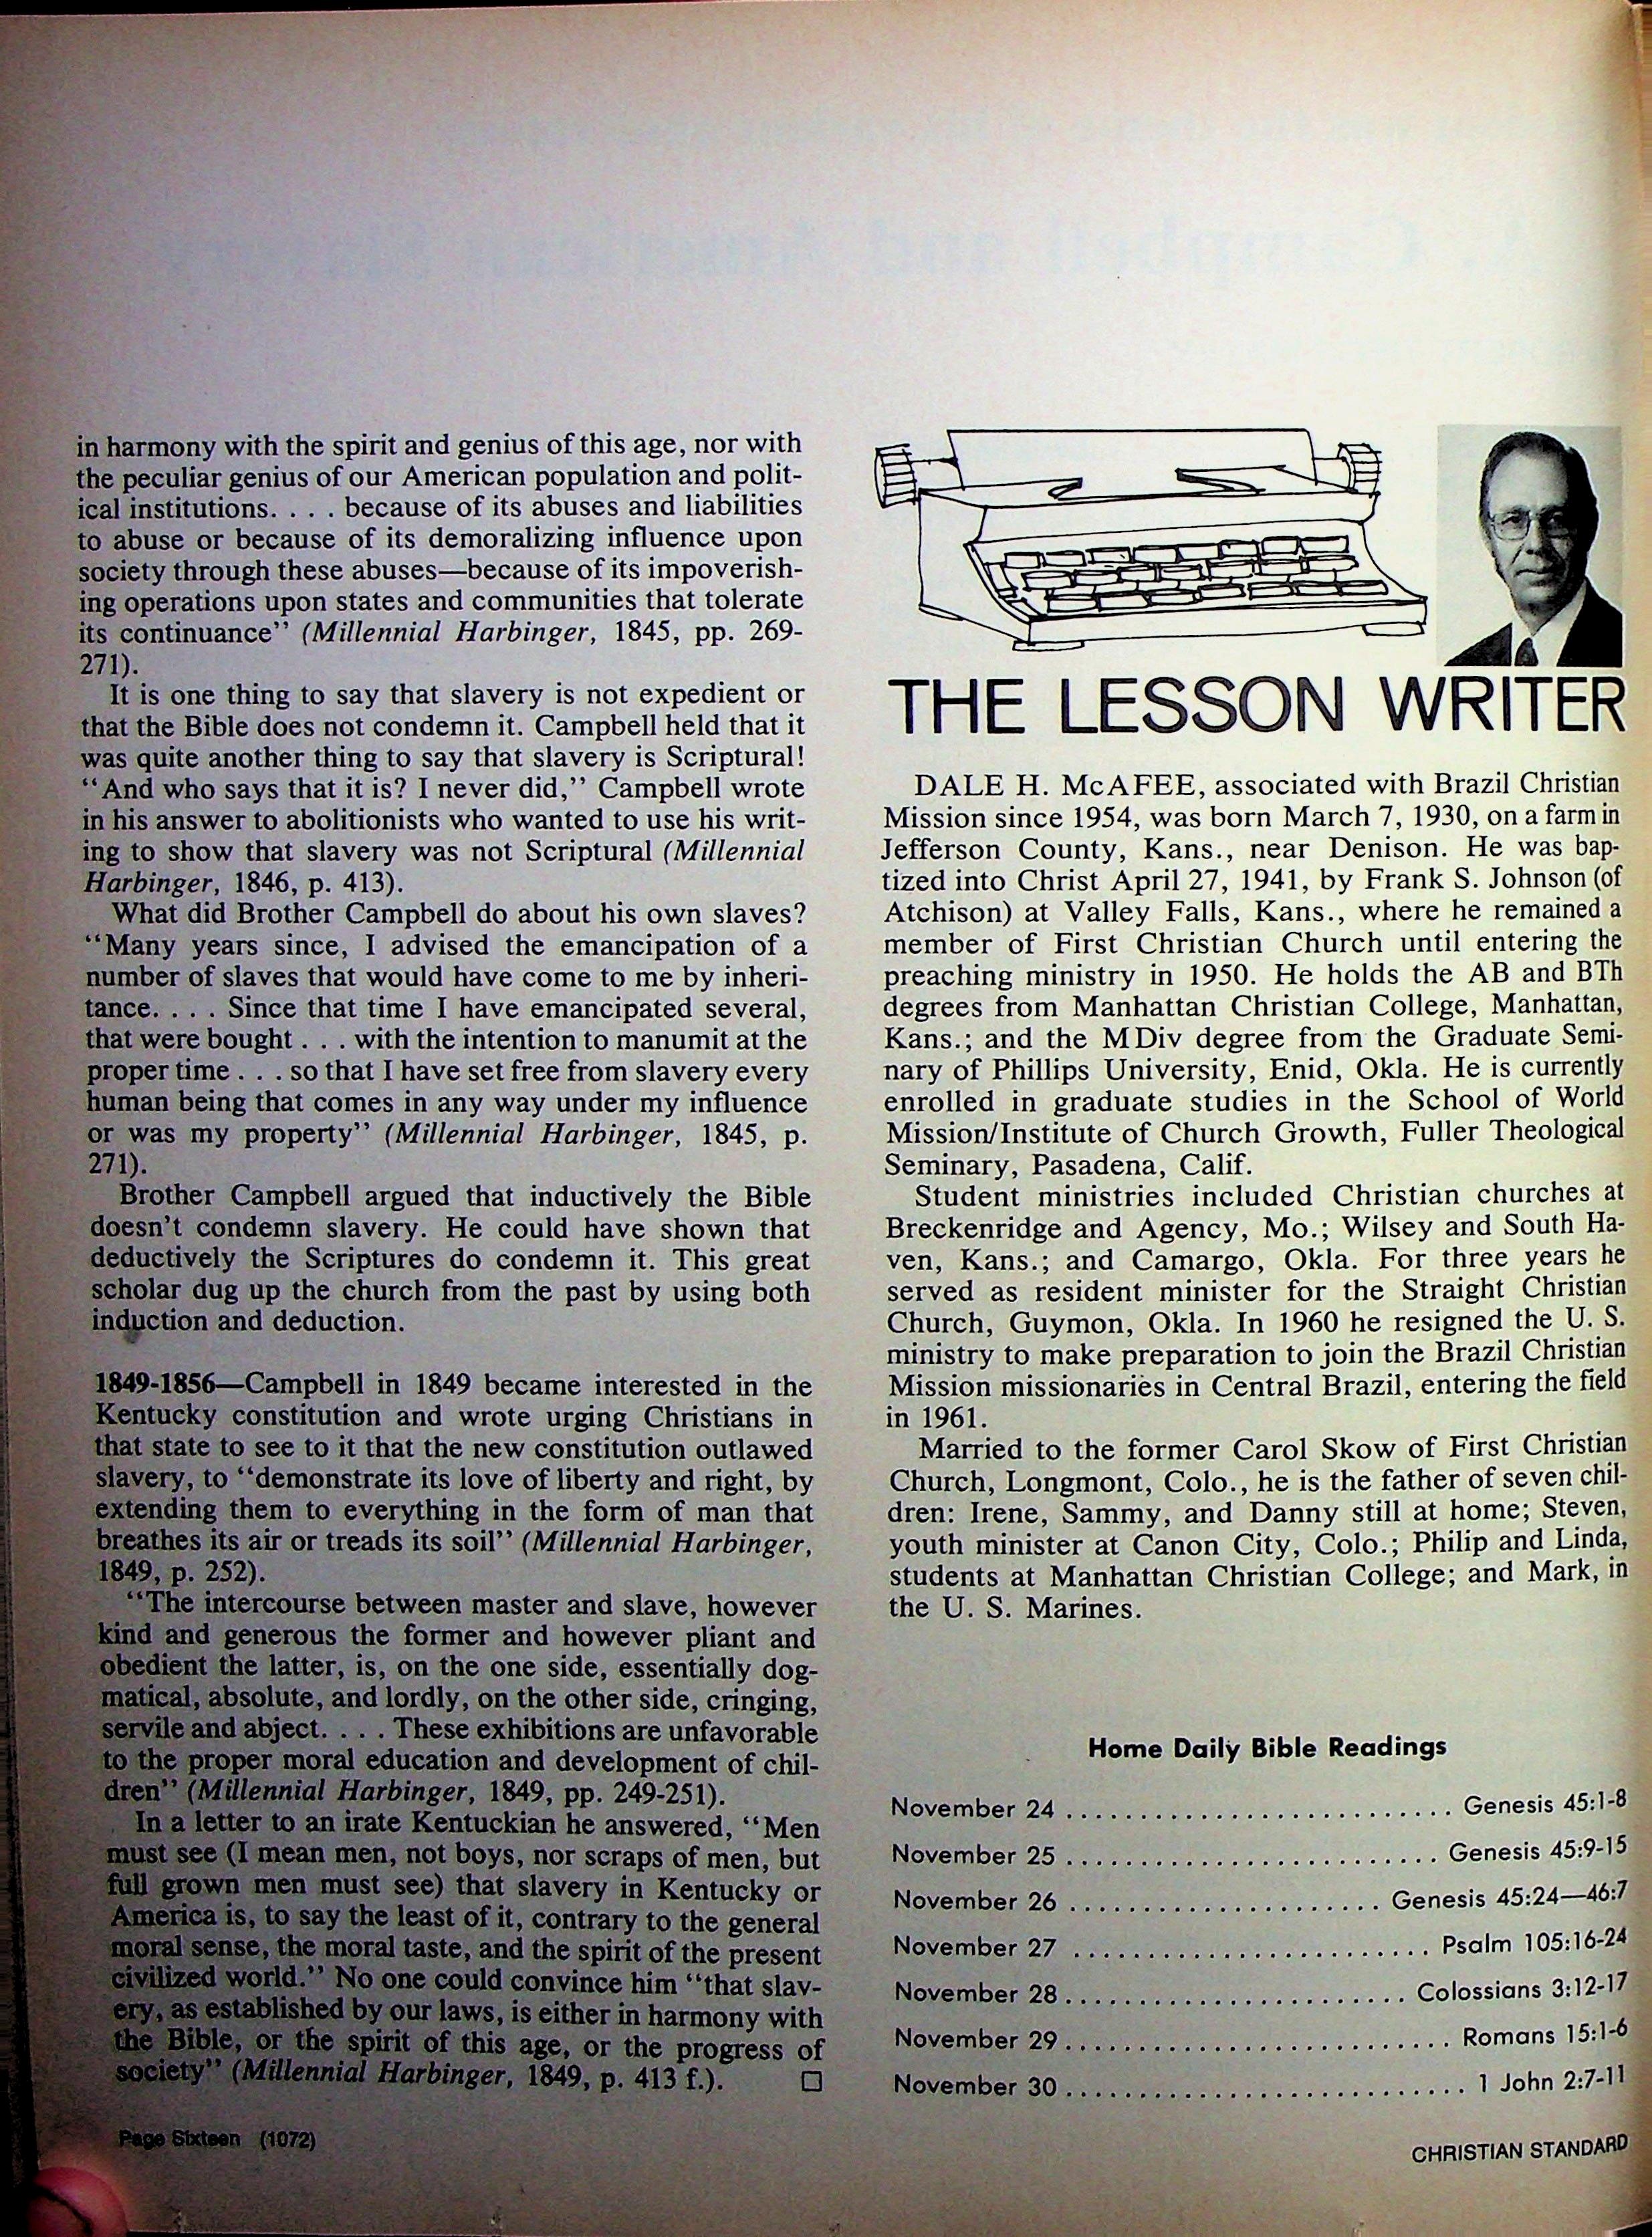 in harmony with the spirit and genius of this age, nor with
the peculiar genius of our American population and polit-
ical institutions. . . . because of its abuses and liabilities
to abuse or because of its demoralizing influence upon
society through these abuses—because of its impoverish-
ing operations upon states and communities that tolerate
its continuance” (Millennial Harbinger, 1845, pp. 269-
271).
It is one thing to say that slavery is not expedient or
that the Bible does not condemn it. Campbell held that it
was quite another thing to say that slavery is Scriptural!
“And who says that it is? I never did,” Campbell wrote
in his answer to abolitionists who wanted to use his writ-
ing to show that slavery was not Scriptural (Millennial
Harbinger, 1846, p. 413).
What did Brother Campbell do about his own slaves?
“Many years since, I advised the emancipation of a
number of slaves that would have come to me by inheri-
tance. . . . Since that time I have emancipated several,
that were bought . . . with the intention to manumit at the
proper time . . . so that I have set free from slavery every
human being that comes in any way under my influence
or was my property” (Millennial Harbinger, 1845, p.
271).
Brother Campbell argued that inductively the Bible
doesn’t condemn slavery. He could have shown that
deductively the Scriptures do condemn it. This great
scholar dug up the church from the past by using both
induction and deduction.
1849-1856—Campbell in 1849 became interested in the
Kentucky constitution and wrote urging Christians in
that state to see to it that the new constitution outlawed
slavery, to “demonstrate its love of liberty and right, by
extending them to everything in the form of man that
breathes its air or treads its soil” (Millennial Harbinger,
1849, p. 252).
“The intercourse between master and slave, however
kind and generous the former and however pliant and
obedient the latter, is, on the one side, essentially dog-
matical, absolute, and lordly, on the other side, cringing,
servile and abject. . . . These exhibitions are unfavorable
to the proper moral education and development of chil-
dren” (Millennial Harbinger, 1849, pp. 249-251).
In a letter to an irate Kentuckian he answered, “Men
must see (I mean men, not boys, nor scraps of men, but
full grown men must see) that slavery in Kentucky or
America is, to say the least of it, contrary to the general
moral sense, the moral taste, and the spirit of the present
civilized world.” No one could convince him “that slav-
ery, as established by our laws, is either in harmony with
the Bible, or the spirit of this age, or the progress of
society” (Millennial Harbinger, 1849, p. 413 f.). □
Page Sixteen (1072)
THE LESSON WRITER
DALE H. McAFEE, associated with Brazil Christian
Mission since 1954, was born March 7, 1930, on a farm in
Jefferson County, Kans., near Denison. He was bap-
tized into Christ April 27, 1941, by Frank S. Johnson (of
Atchison) at Valley Falls, Kans., where he remained a
member of First Christian Church until entering the
preaching ministry in 1950. He holds the AB and BTh
degrees from Manhattan Christian College, Manhattan,
Kans.; and the MDiv degree from the Graduate Semi-
nary of Phillips University, Enid, Okla. He is currently
enrolled in graduate studies in the School of World
Mission/Institute of Church Growth, Fuller Theological
Seminary, Pasadena, Calif.
Student ministries included Christian churches at
Breckenridge and Agency, Mo.; Wilsey and South Ha-
ven, Kans.; and Camargo, Okla. For three years he
served as resident minister for the Straight Christian
Church, Guymon, Okla. In 1960 he resigned the U. S.
ministry to make preparation to join the Brazil Christian
Mission missionaries in Central Brazil, entering the field
in 1961.
Married to the former Carol Skow of First Christian
Church, Longmont, Colo., he is the father of seven chil-
dren: Irene, Sammy, and Danny still at home; Steven,
youth minister at Canon City, Colo.; Philip and Linda,
students at Manhattan Christian College; and Mark, in
the U. S. Marines.
Home Daily Bible Readings
November 24 . . . . . . . . . . Genesis 45:1-8
November 25 . . . . . . . . . . Genesis 45:9-15
November 26 . . . . . . . . . . Genesis 45:24—46:7
November 27 . . . . . . . . . . Psalm 105:16-24
November 28 . . . . . . . . . . Colossians 3:12-17
November 29 . . . . . . . . . . Romans 15:1-6
November 30 . . . . . . . . . . 1 John 2:7-11
CHRISTIAN STANDARD